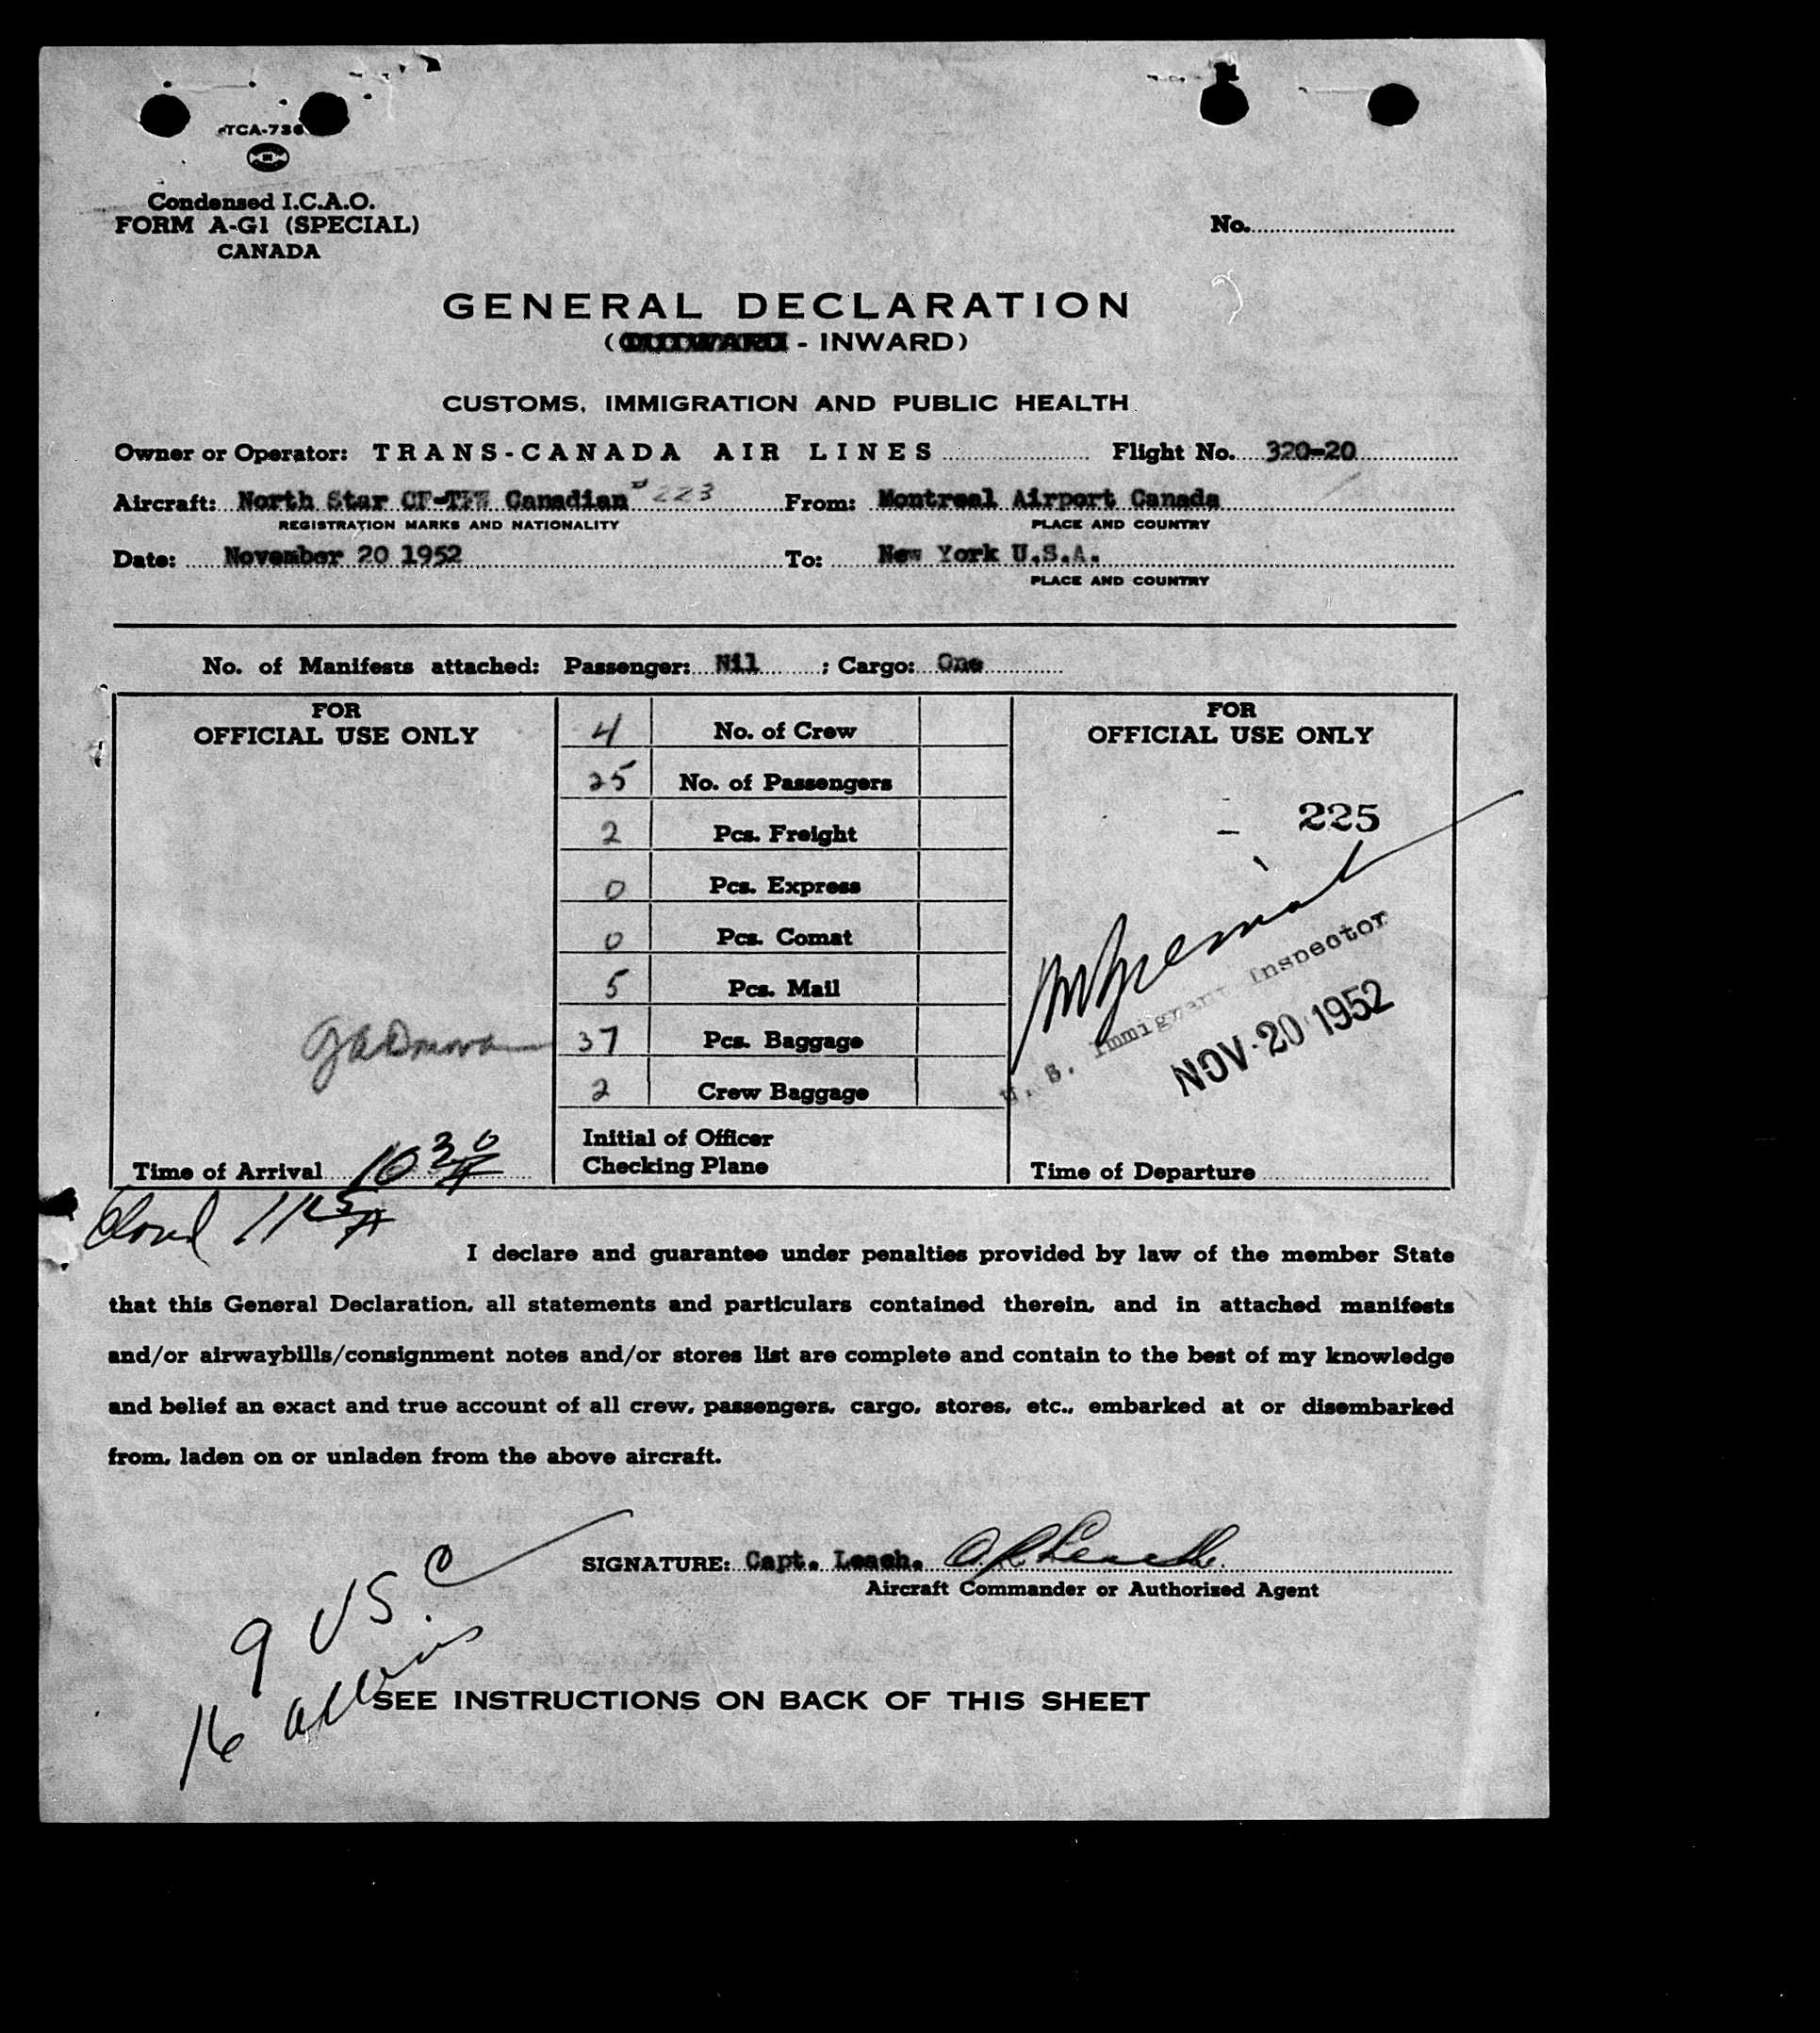 TCA-736
Condensed I.C.A.O.
FORM A-G1 (SPECIAL)
CANADA
No.
GENERAL DECLARATION
(OUTWARD - INWARD)
CUSTOMS, IMMIGRATION AND PUBLIC HEALTH
Owner or Operator: TRANS-CANADA AIR LINES Flight No. 320-20
Aircraft: North Star Canadian #223 From: Montreal Airport Canada
REGISTRATION MARKS AND NATIONALITY PLACE AND COUNTRY
Date: November 20 1952 To: New York U.S.A.
PLACE AND COUNTRY
No. of Manifests attached: Passenger: Nil ; Cargo: One
FOR
OFFICIAL USE ONLY
4 No. of Crew
25 No. of Passengers
2 Pcs. Freight
0 Pcs. Express
0 Pcs. Comat
5 Pcs. Mail
37 Pcs. Baggage
2 Crew Baggage
Initial of Officer
Checking Plane
Time of Arrival 10 30 A
FOR
OFFICIAL USE ONLY
- 225
U. S. Immigrant Inspector
NOV 20 1952
Time of Departure
I declare and guarantee under penalties provided by law of the member State
that this General Declaration, all statements and particulars contained therein, and in attached manifests
and/or airwaybills/consignment notes and/or stores list are complete and contain to the best of my knowledge
and belief an exact and true account of all crew, passengers, cargo, stores, etc., embarked at or disembarked
from, laden on or unladen from the above aircraft.
SIGNATURE: Capt. Leach.
Aircraft Commander or Authorized Agent
9 US.C
16 aliens
SEE INSTRUCTIONS ON BACK OF THIS SHEET